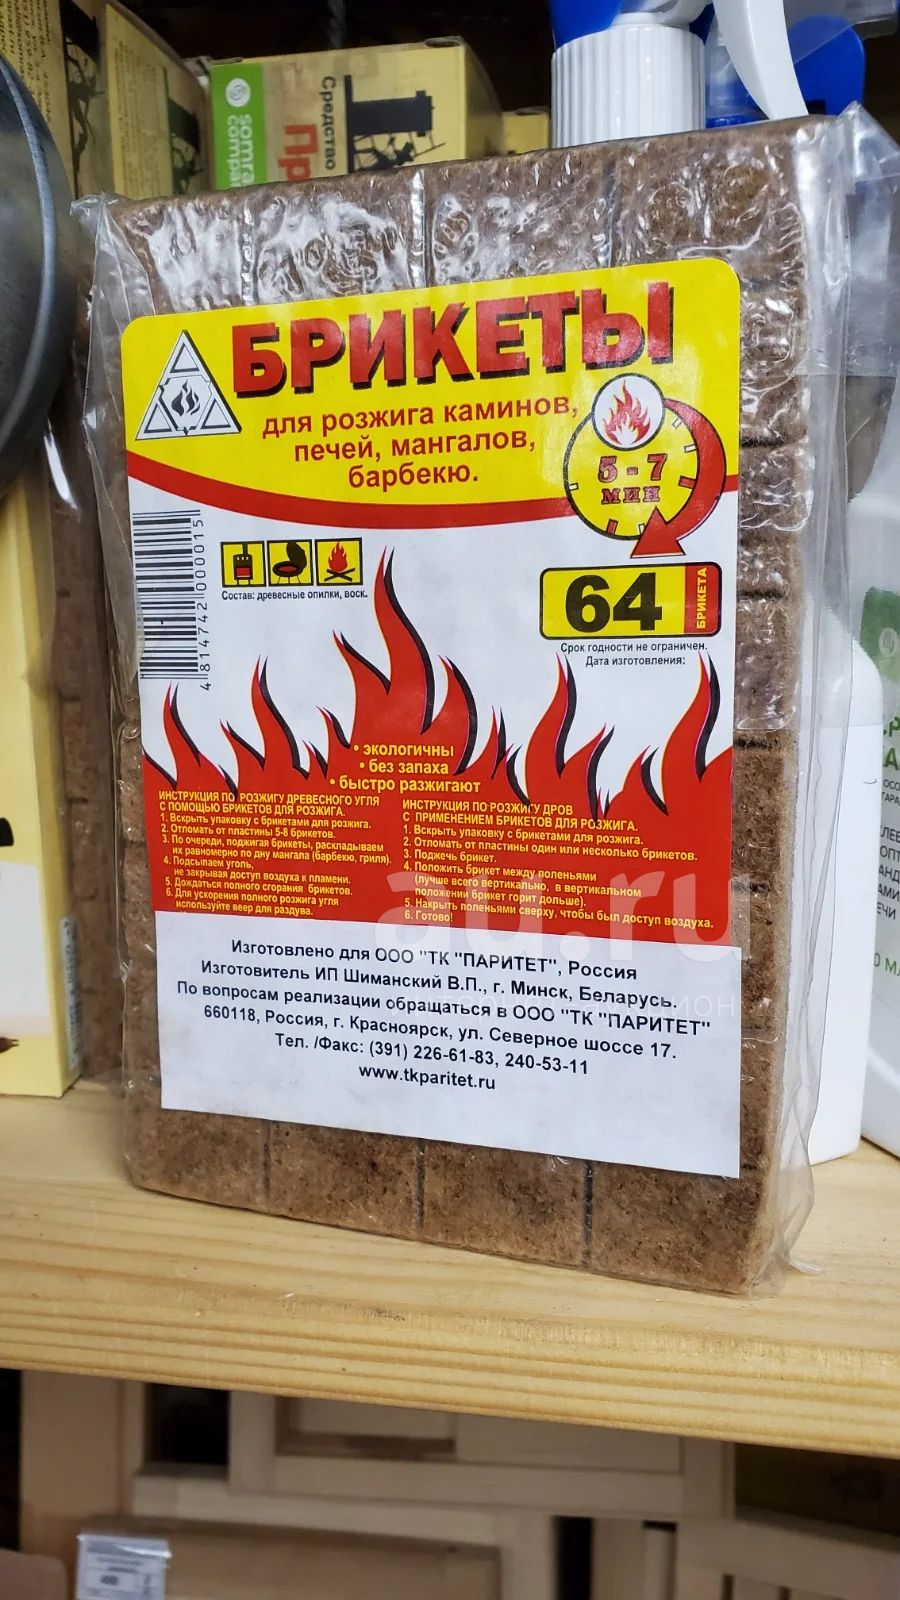 somra
compa
Средство
БРИКЕТЫ
для розжига каминов,
печей, мангалов,
барбекю.
5 - 7
МИН
64
БРИКЕТА
Срок годности не ограничен.
Дата изготовления:
4 814742 000015
Состав: древесные опилки, воск.
• экологичны
• без запаха
• быстро разжигают
ИНСТРУКЦИЯ ПО РОЗЖИГУ ДРЕВЕСНОГО УГЛЯ
С ПОМОЩЬЮ БРИКЕТОВ ДЛЯ РОЗЖИГА.
1. Вскрыть упаковку с брикетами для розжига.
2. Отломать от пластины 5-8 брикетов.
3. По очереди, поджигая брикеты, раскладываем
их равномерно по дну мангала (барбекю, гриля).
4. Подсыпаем уголь,
не закрывая доступ воздуха к пламени.
5. Дождаться полного сгорания брикетов.
6. Для ускорения полного розжига угля
используйте веер для раздува.
ИНСТРУКЦИЯ ПО РОЗЖИГУ ДРОВ
С ПРИМЕНЕНИЕМ БРИКЕТОВ ДЛЯ РОЗЖИГА.
1. Вскрыть упаковку с брикетами для розжига.
2. Отломать от пластины один или несколько брикетов.
3. Поджечь брикет.
4. Положить брикет между поленьями
(лучше всего вертикально, в вертикальном
положении брикет горит дольше).
5. Накрыть поленьями сверху, чтобы был доступ воздуха.
6. Готово!
au.ru
Изготовлено для ООО "ТК "ПАРИТЕТ", Россия
Изготовитель ИП Шиманский В.П., г. Минск, Беларусь.
По вопросам реализации обращаться в ООО "ТК "ПАРИТЕТ"
660118, Россия, г. Красноярск, ул. Северное шоссе 17.
Тел. /Факс: (391) 226-61-83, 240-53-11
www.tkparitet.ru